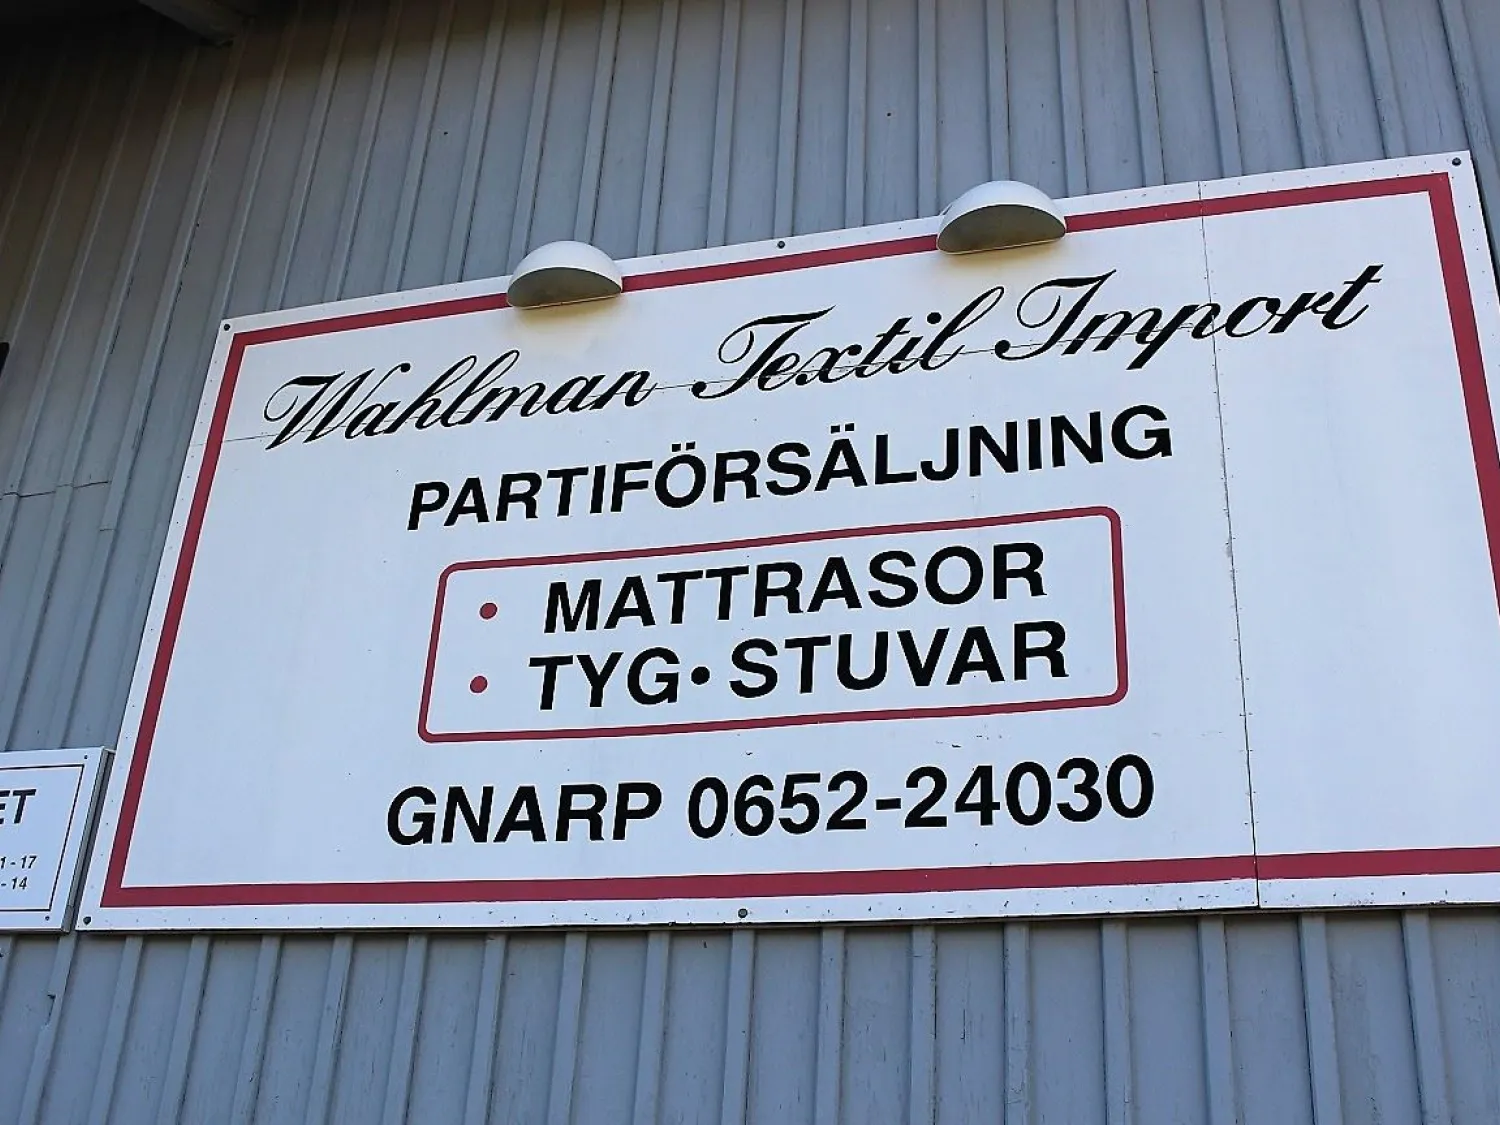 Wahlman Textil Import
PARTIFÖRSÄLJNING
• MATTRASOR
• TYG • STUVAR
GNARP 0652-24030